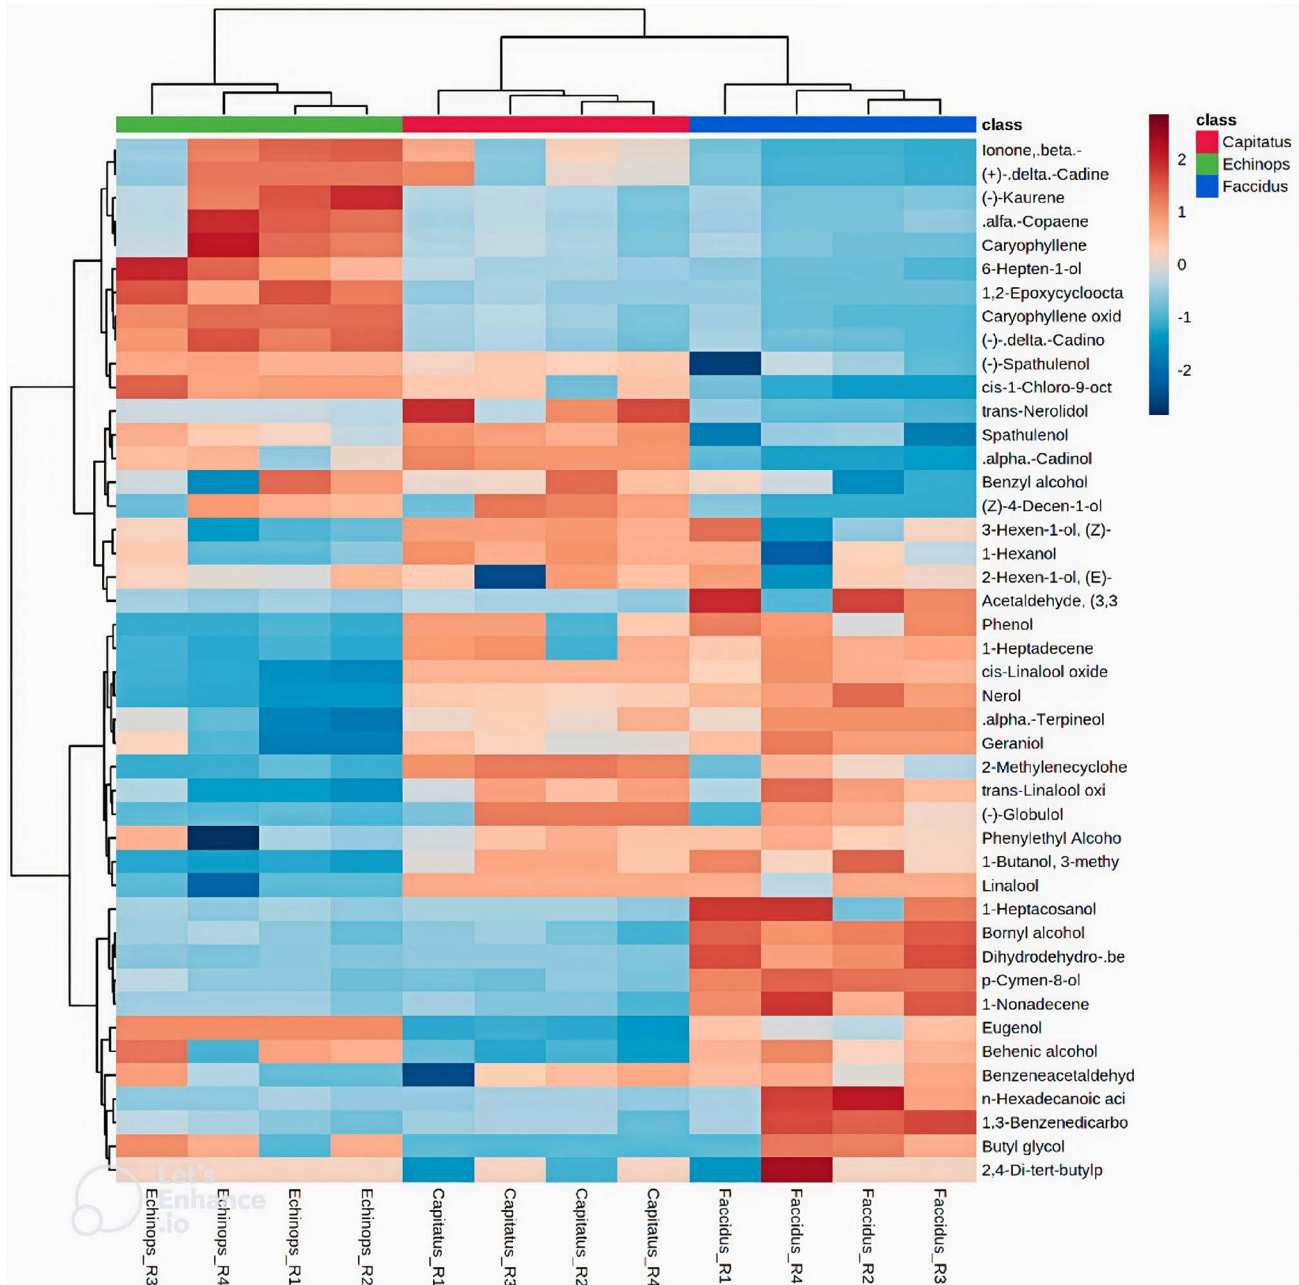 class
Ionone,.beta.-
(+)-.delta.-Cadine
(-)-Kaurene
.alfa.-Copaene
Caryophyllene
6-Hepten-1-ol
1,2-Epoxycycloocta
Caryophyllene oxid
(-)-.delta.-Cadino
(-)-Spathulenol
cis-1-Chloro-9-oct
trans-Nerolidol
Spathulenol
.alpha.-Cadinol
Benzyl alcohol
(Z)-4-Decen-1-ol
3-Hexen-1-ol, (Z)-
1-Hexanol
2-Hexen-1-ol, (E)-
Acetaldehyde, (3,3
Phenol
1-Heptadecene
cis-Linalool oxide
Nerol
.alpha.-Terpineol
Geraniol
2-Methylenecyclohe
trans-Linalool oxi
(-)-Globulol
Phenylethyl Alcoho
1-Butanol, 3-methy
Linalool
1-Heptacosanol
Bornyl alcohol
Dihydrodehydro-.be
p-Cymen-8-ol
1-Nonadecene
Eugenol
Behenic alcohol
Benzeneacetaldehyd
n-Hexadecanoic aci
1,3-Benzenedicarbo
Butyl glycol
2,4-Di-tert-butylp
class
Capitatus
Echinops
Faccidus
2
1
0
-1
-2
Echinops_R3
Echinops_R4
Echinops_R1
Echinops_R2
Capitatus_R1
Capitatus_R3
Capitatus_R2
Capitatus_R4
Faccidus_R1
Faccidus_R4
Faccidus_R2
Faccidus_R3
Let's
Enhance
.io